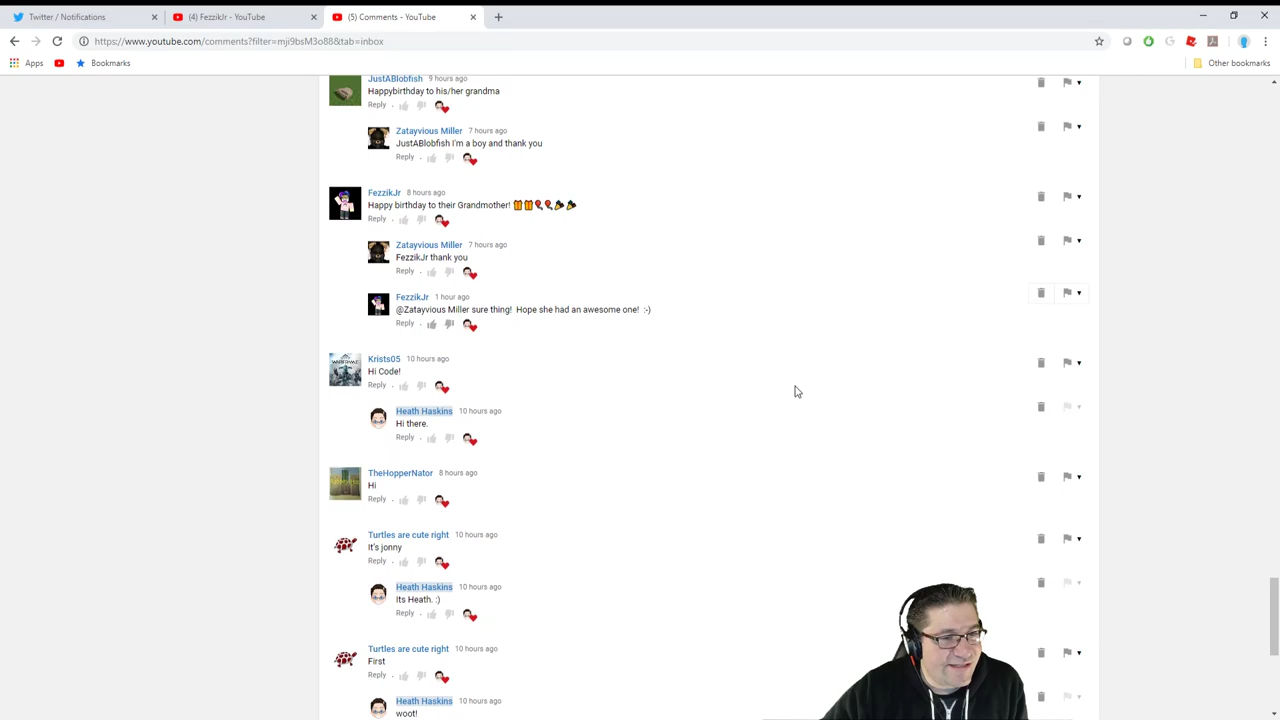 Twitter / Notifications
(4) FezzikJr - YouTube
(5) Comments - YouTube
https://www.youtube.com/comments?filter=mji9bsM3o88&tab=inbox
Apps
Bookmarks
Other bookmarks
JustABlobfish 9 hours ago
Happybirthday to his/her grandma
Reply
Zatayvious Miller 7 hours ago
JustABlobfish I'm a boy and thank you
Reply
FezzikJr 8 hours ago
Happy birthday to their Grandmother! 🎁🎁🎈🎈🎉🎉
Reply
Zatayvious Miller 7 hours ago
FezzikJr thank you
Reply
FezzikJr 1 hour ago
@Zatayvious Miller sure thing! Hope she had an awesome one! :-)
Reply
Krists05 10 hours ago
Hi Code!
Reply
Heath Haskins 10 hours ago
Hi there.
Reply
TheHopperNator 8 hours ago
Hi
Reply
Turtles are cute right 10 hours ago
It's jonny
Reply
Heath Haskins 10 hours ago
Its Heath. :)
Reply
Turtles are cute right 10 hours ago
First
Reply
Heath Haskins 10 hours ago
woot!